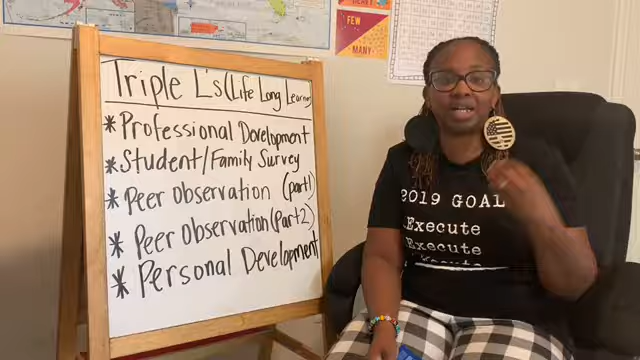 Triple L's (Life Long Learner)
* Professional Development
* Student/Family Survey
* Peer Observation (part 1)
* Peer Observation (Part 2)
* Personal Development
FEW
MANY
2019 GOAL
Execute
Execute